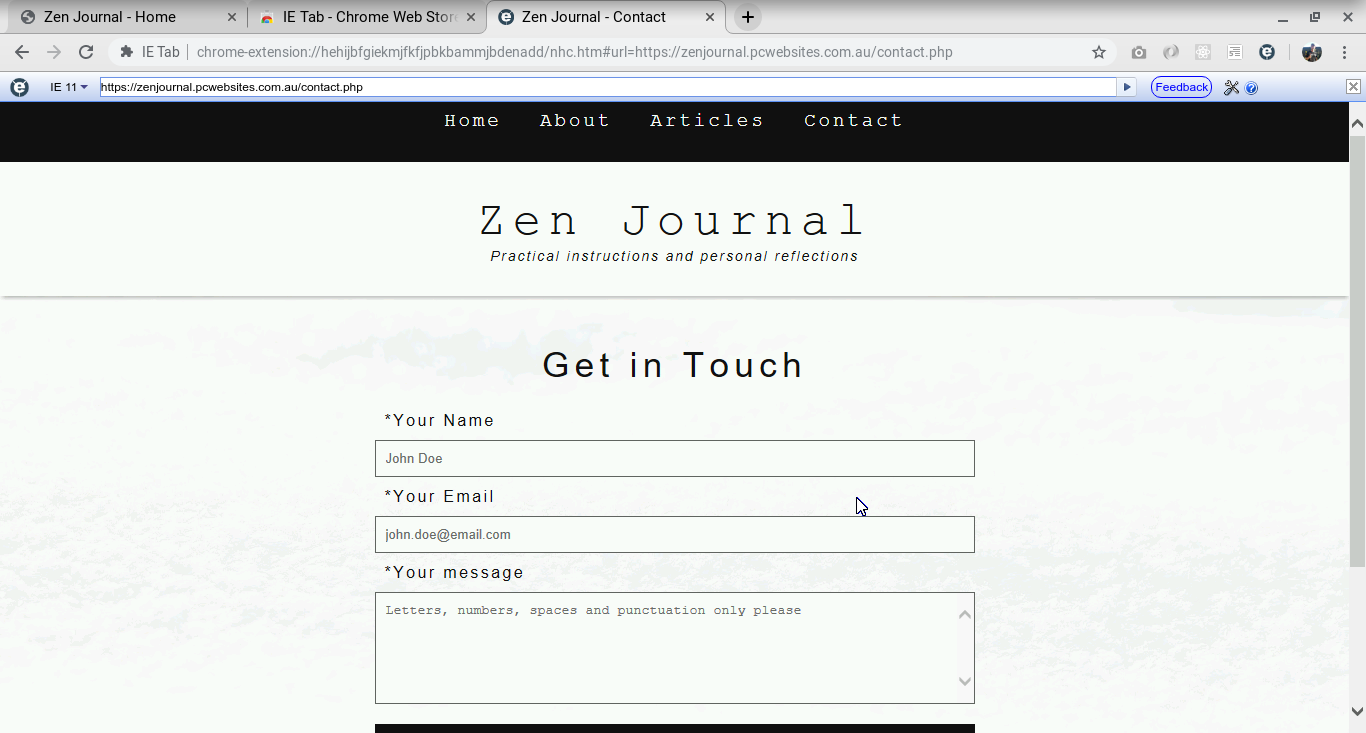 Zen Journal - Home
IE Tab - Chrome Web Store
Zen Journal - Contact
IE Tab
chrome-extension://hehijbfgiekmjfkfjpbkbammjbdenadd/nhc.htm#url=https://zenjournal.pcwebsites.com.au/contact.php
IE 11
https://zenjournal.pcwebsites.com.au/contact.php
Feedback
Home About Articles Contact
Zen Journal
Practical instructions and personal reflections
Get in Touch
*Your Name
John Doe
*Your Email
john.doe@email.com
*Your message
Letters, numbers, spaces and punctuation only please